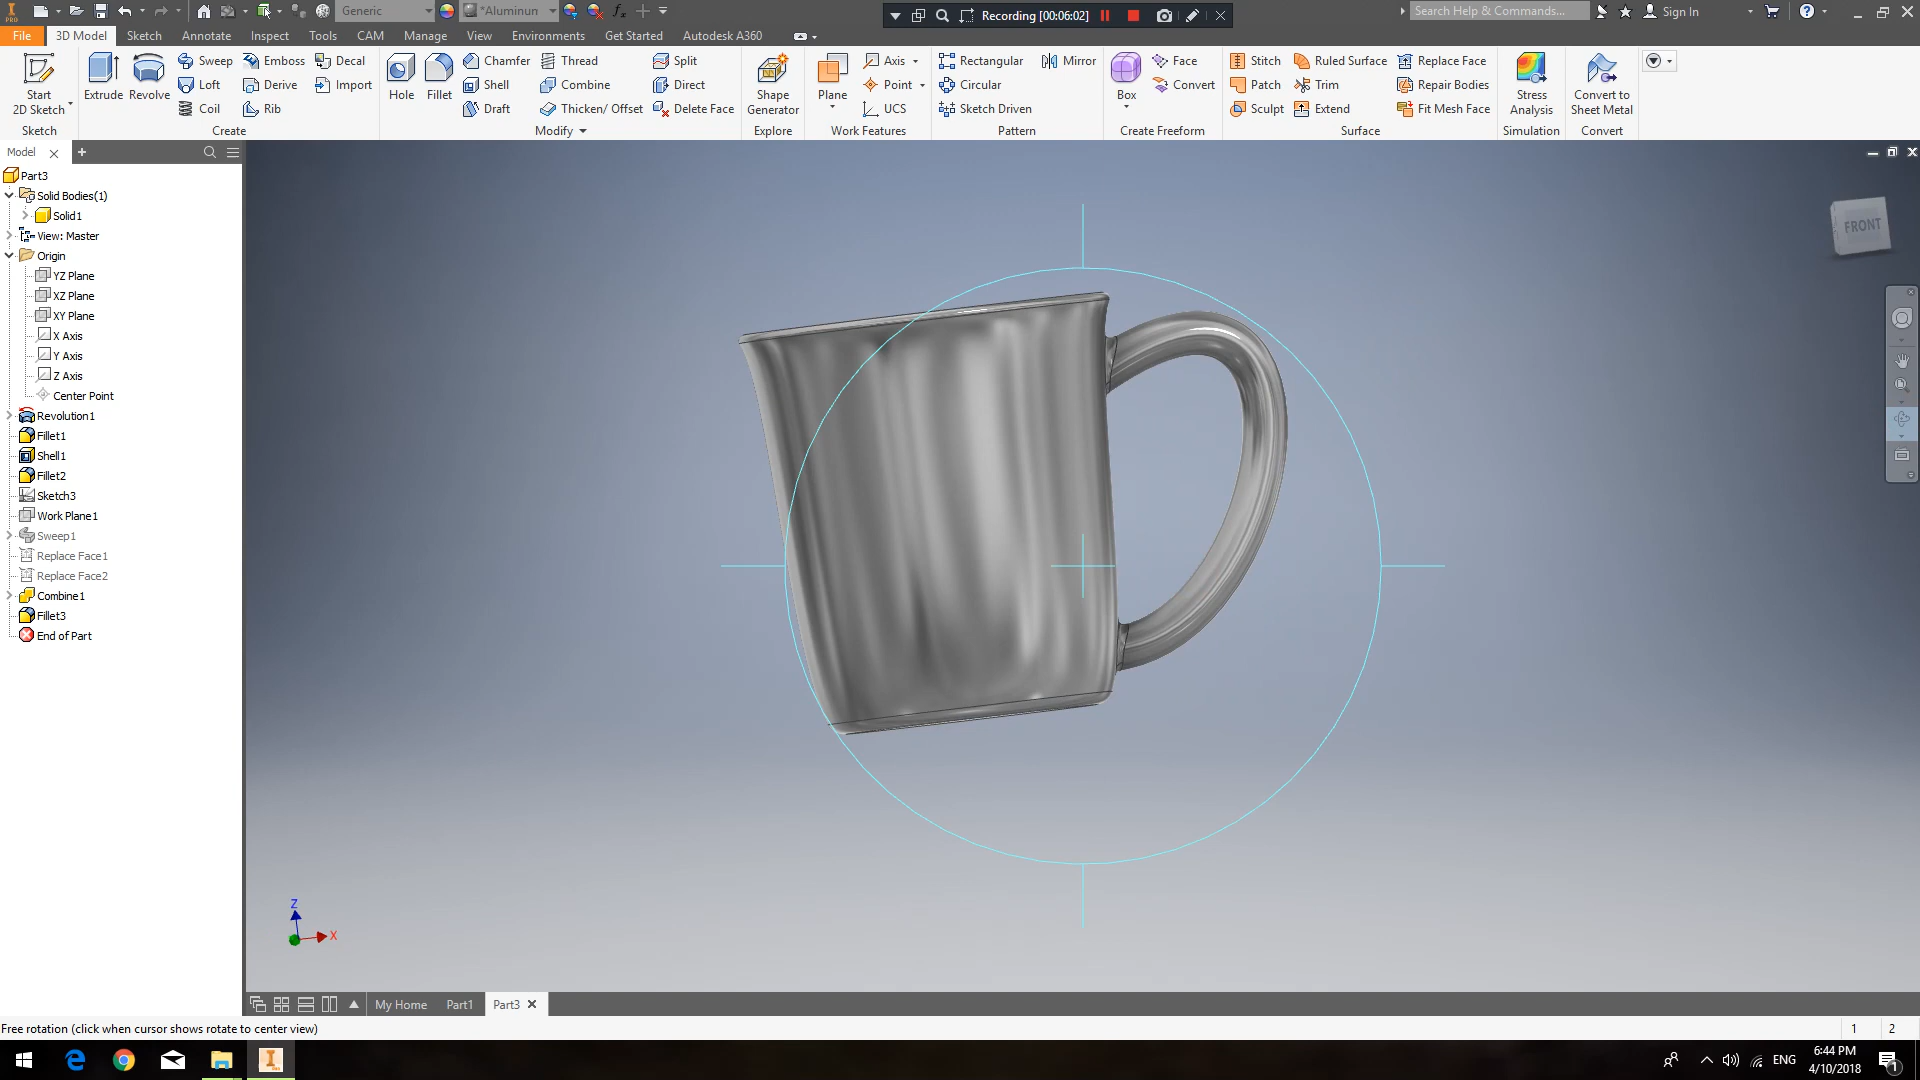 Generic
*Aluminun
Recording [00:06:02]
Search Help & Commands...
Sign In
PRO
File
3D Model
Sketch
Annotate
Inspect
Tools
CAM
Manage
View
Environments
Get Started
Autodesk A360
Start
2D Sketch
Extrude
Revolve
Sweep
Loft
Coil
Emboss
Derive
Rib
Decal
Import
Hole
Fillet
Chamfer
Shell
Draft
Thread
Combine
Thicken/ Offset
Split
Direct
Delete Face
Shape
Generator
Plane
Axis
Point
UCS
Rectangular
Circular
Sketch Driven
Mirror
Box
Face
Convert
Stitch
Patch
Sculpt
Ruled Surface
Trim
Extend
Replace Face
Repair Bodies
Fit Mesh Face
Stress
Analysis
Convert to
Sheet Metal
Sketch
Create
Modify
Explore
Work Features
Pattern
Create Freeform
Surface
Simulation
Convert
Model
Part3
Solid Bodies(1)
Solid1
View: Master
Origin
YZ Plane
XZ Plane
XY Plane
X Axis
Y Axis
Z Axis
Center Point
Revolution1
Fillet1
Shell1
Fillet2
Sketch3
Work Plane1
Sweep1
Replace Face1
Replace Face2
Combine1
Fillet3
End of Part
FRONT
Z
X
My Home
Part1
Part3
Free rotation (click when cursor shows rotate to center view)
1
2
ENG
6:44 PM
4/10/2018
1